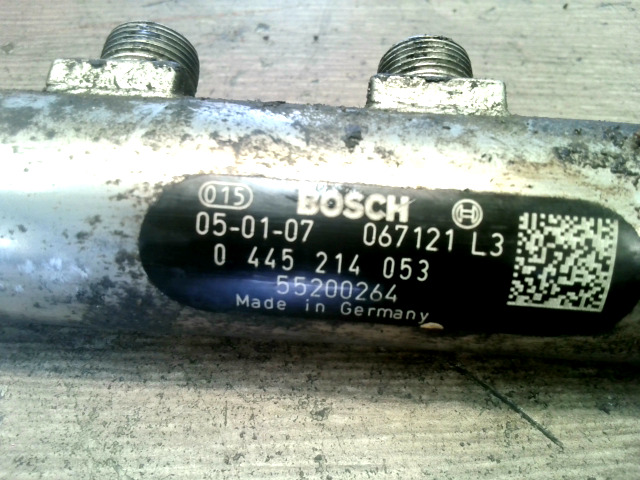 015 BOSCH
05-01-07 067121 L3
0 445 214 053
55200264
Made in Germany